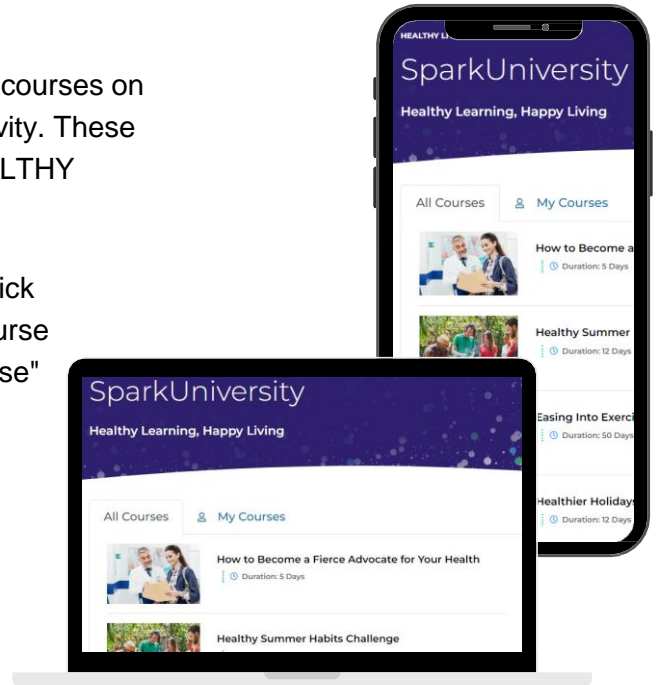 courses on
vity. These
LTHY
ick
urse
se"
HEALTHY
SparkUniversity
Healthy Learning, Happy Living
All Courses
My Courses
How to Become a
Duration: 5 Days
Healthy Summer
Duration: 12 Days
Easing Into Exerci
Duration: 50 Days
Healthier Holidays
Duration: 12 Days
SparkUniversity
Healthy Learning, Happy Living
All Courses
My Courses
How to Become a Fierce Advocate for Your Health
Duration: 5 Days
Healthy Summer Habits Challenge